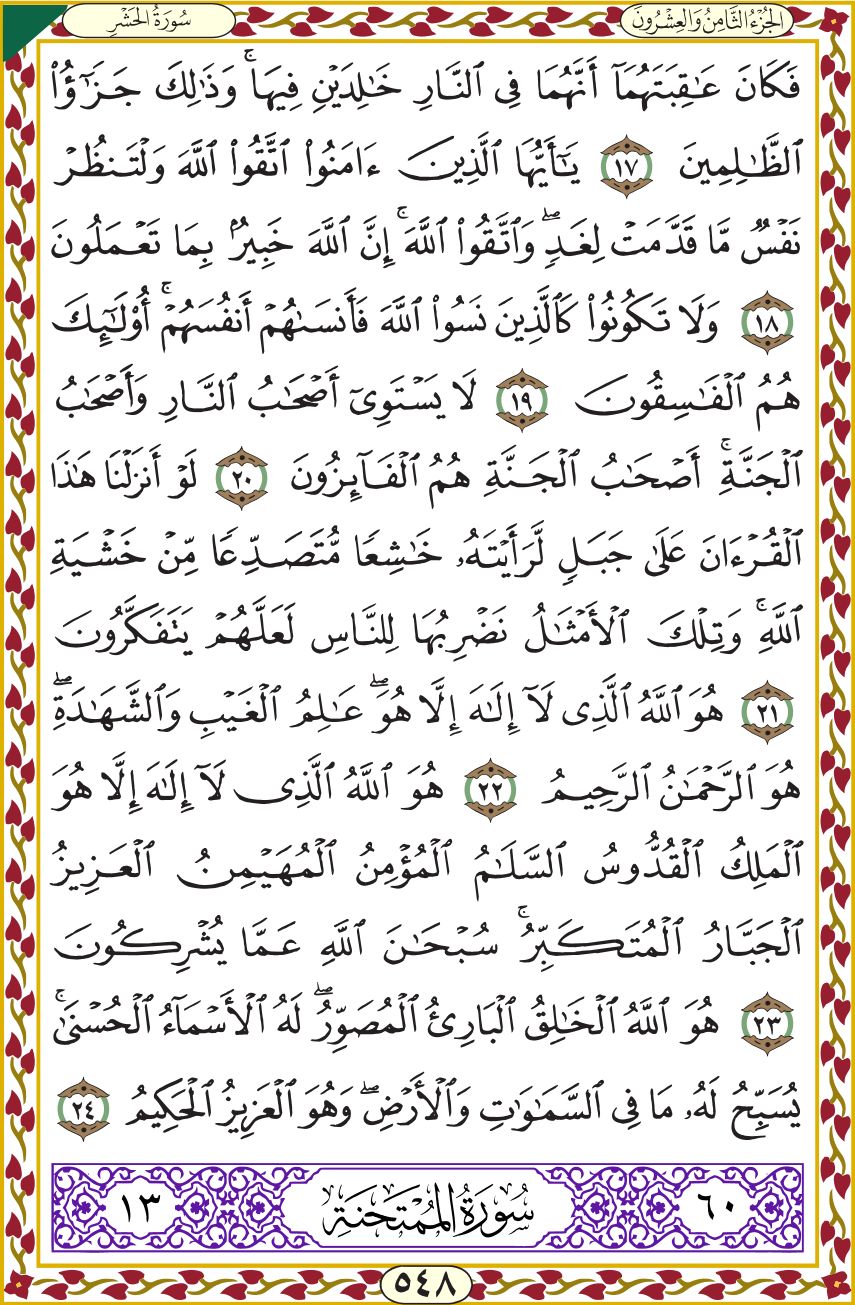 الجُزْءُ الثَّامِنُ وَالعِشْرُونَ
سُورَةُ الحَشْرِ
فَكَانَ عَٰقِبَتَهُمَآ أَنَّهُمَا فِى ٱلنَّارِ خَٰلِدَيْنِ فِيهَا ۚ وَذَٰلِكَ جَزَٰٓؤُا۟
ٱلظَّٰلِمِينَ ١٧ يَٰٓأَيُّهَا ٱلَّذِينَ ءَامَنُوا۟ ٱتَّقُوا۟ ٱللَّهَ وَلْتَنظُرْ
نَفْسٌ مَّا قَدَّمَتْ لِغَدٍ ۖ وَٱتَّقُوا۟ ٱللَّهَ ۚ إِنَّ ٱللَّهَ خَبِيرٌۢ بِمَا تَعْمَلُونَ
١٨ وَلَا تَكُونُوا۟ كَٱلَّذِينَ نَسُوا۟ ٱللَّهَ فَأَنسَىٰهُمْ أَنفُسَهُمْ ۚ أُو۟لَٰٓئِكَ
هُمُ ٱلْفَٰسِقُونَ ١٩ لَا يَسْتَوِىٓ أَصْحَٰبُ ٱلنَّارِ وَأَصْحَٰبُ
ٱلْجَنَّةِ ۚ أَصْحَٰبُ ٱلْجَنَّةِ هُمُ ٱلْفَآئِزُونَ ٢٠ لَوْ أَنزَلْنَا هَٰذَا
ٱلْقُرْءَانَ عَلَىٰ جَبَلٍ لَّرَأَيْتَهُۥ خَٰشِعًا مُّتَصَدِّعًا مِّنْ خَشْيَةِ
ٱللَّهِ ۚ وَتِلْكَ ٱلْأَمْثَٰلُ نَضْرِبُهَا لِلنَّاسِ لَعَلَّهُمْ يَتَفَكَّرُونَ
٢١ هُوَ ٱللَّهُ ٱلَّذِى لَآ إِلَٰهَ إِلَّا هُوَ ۖ عَٰلِمُ ٱلْغَيْبِ وَٱلشَّهَٰدَةِ ۖ
هُوَ ٱلرَّحْمَٰنُ ٱلرَّحِيمُ ٢٢ هُوَ ٱللَّهُ ٱلَّذِى لَآ إِلَٰهَ إِلَّا هُوَ
ٱلْمَلِكُ ٱلْقُدُّوسُ ٱلسَّلَٰمُ ٱلْمُؤْمِنُ ٱلْمُهَيْمِنُ ٱلْعَزِيزُ
ٱلْجَبَّارُ ٱلْمُتَكَبِّرُ ۚ سُبْحَٰنَ ٱللَّهِ عَمَّا يُشْرِكُونَ
٢٣ هُوَ ٱللَّهُ ٱلْخَٰلِقُ ٱلْبَارِئُ ٱلْمُصَوِّرُ ۖ لَهُ ٱلْأَسْمَآءُ ٱلْحُسْنَىٰ ۚ
يُسَبِّحُ لَهُۥ مَا فِى ٱلسَّمَٰوَٰتِ وَٱلْأَرْضِ ۖ وَهُوَ ٱلْعَزِيزُ ٱلْحَكِيمُ ٢٤
٦٠ سُورَةُ المُمْتَحنَةِ ١٣
٥٤٨